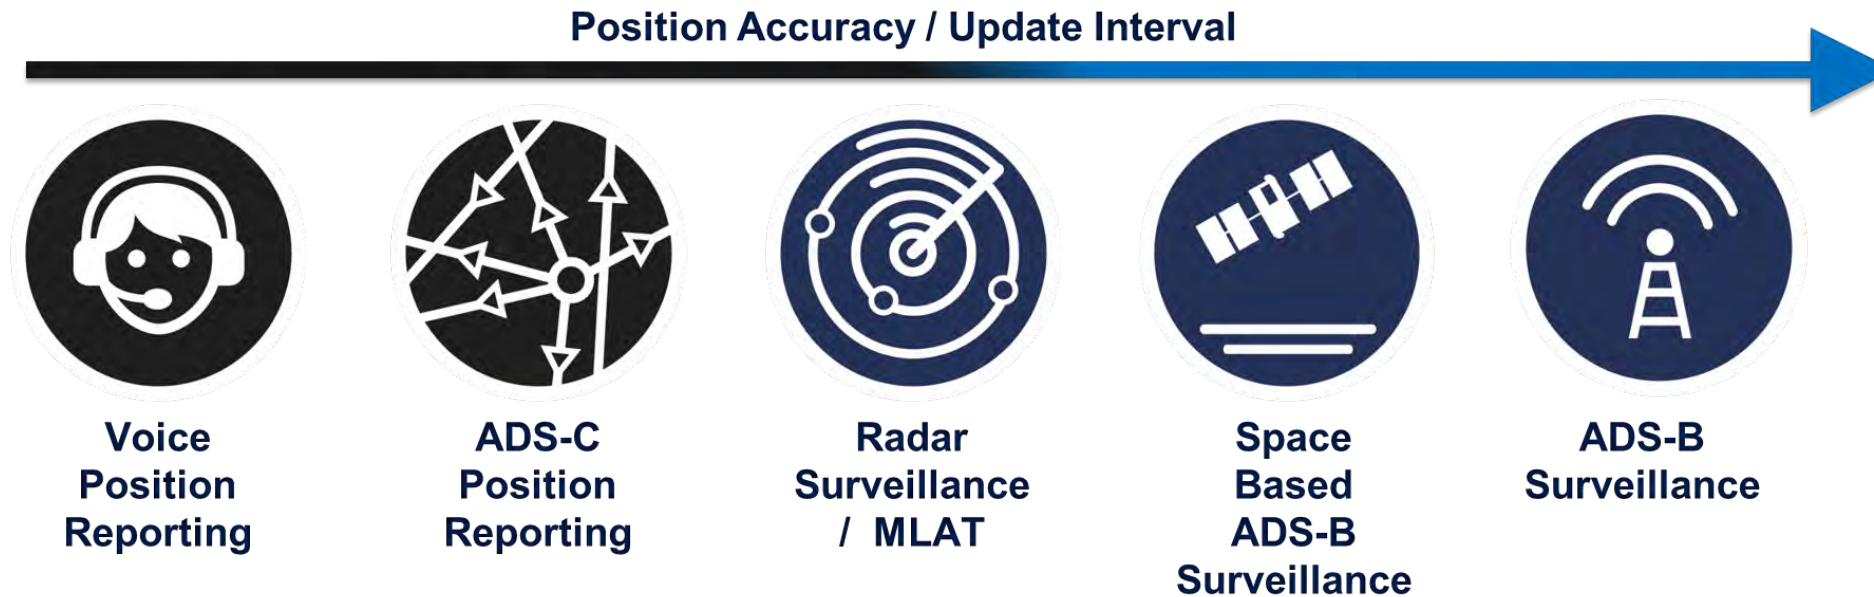 Position Accuracy / Update Interval
Voice
Position
Reporting
ADS-C
Position
Reporting
Radar
Surveillance
/ MLAT
Space
Based
ADS-B
Surveillance
ADS-B
Surveillance